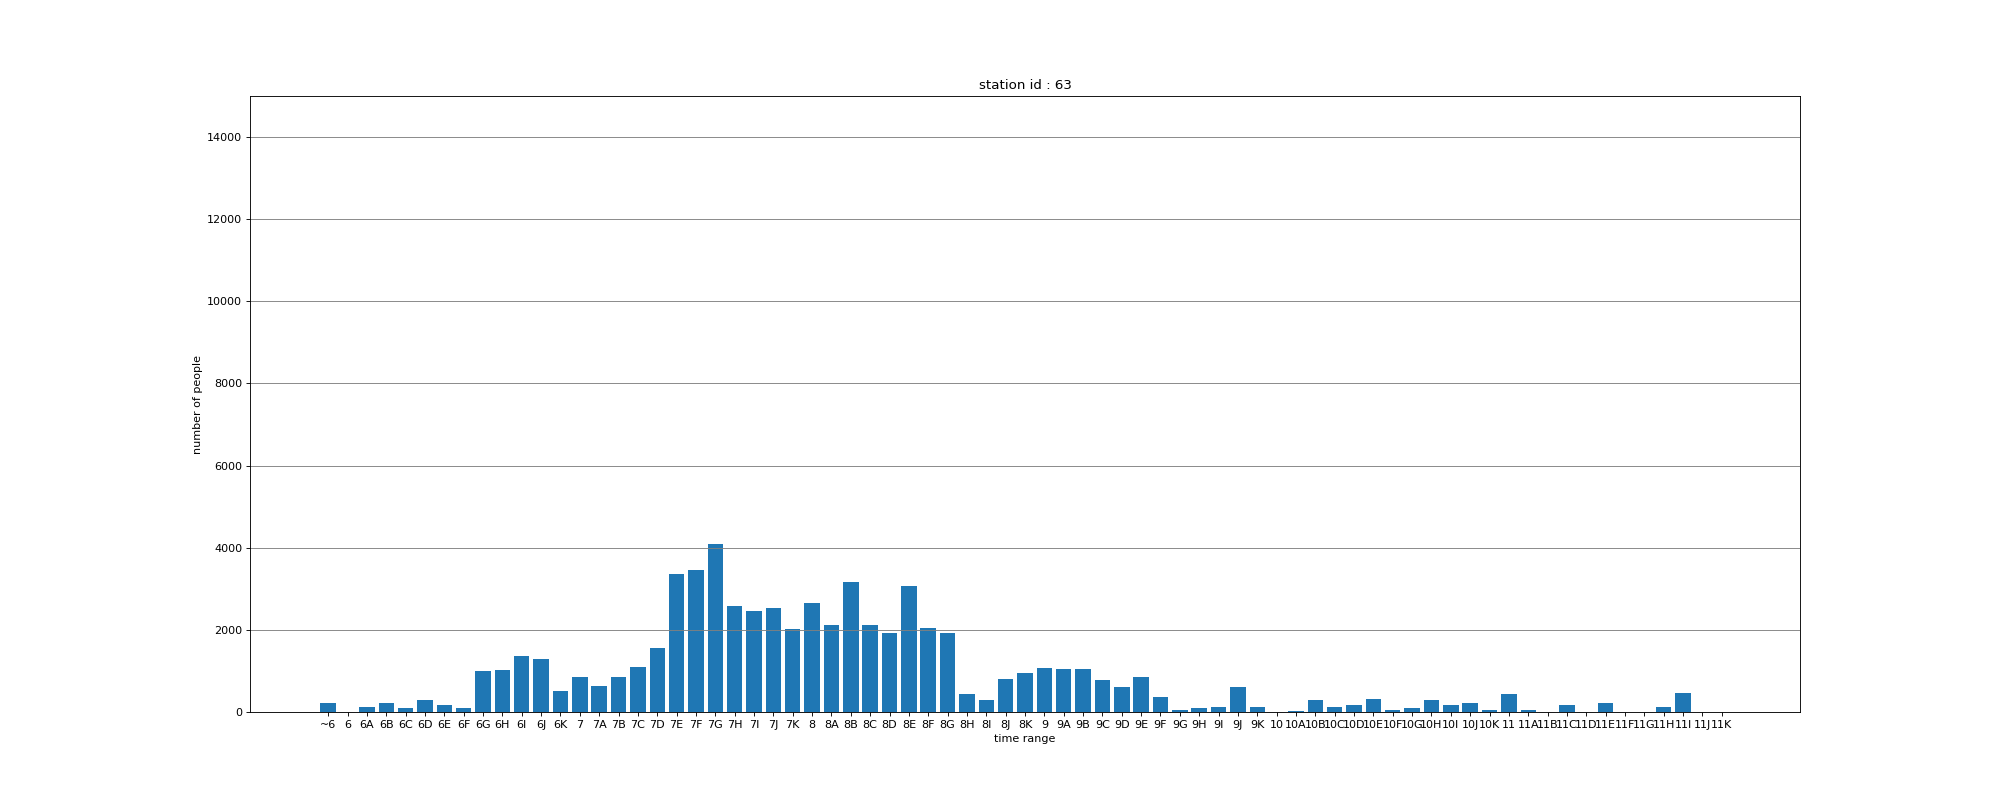 station id : 63
14000
12000
10000
8000
6000
4000
2000
0
number of people
~6 6 6A 6B 6C 6D 6E 6F 6G 6H 6I 6J 6K 7 7A 7B 7C 7D 7E 7F 7G 7H 7I 7J 7K 8 8A 8B 8C 8D 8E 8F 8G 8H 8I 8J 8K 9 9A 9B 9C 9D 9E 9F 9G 9H 9I 9J 9K 10 10A 10B 10C 10D 10E 10F 10G 10H 10I 10J 10K 11 11A 11B 11C 11D 11E 11F 11G 11H 11I 11J 11K
time range